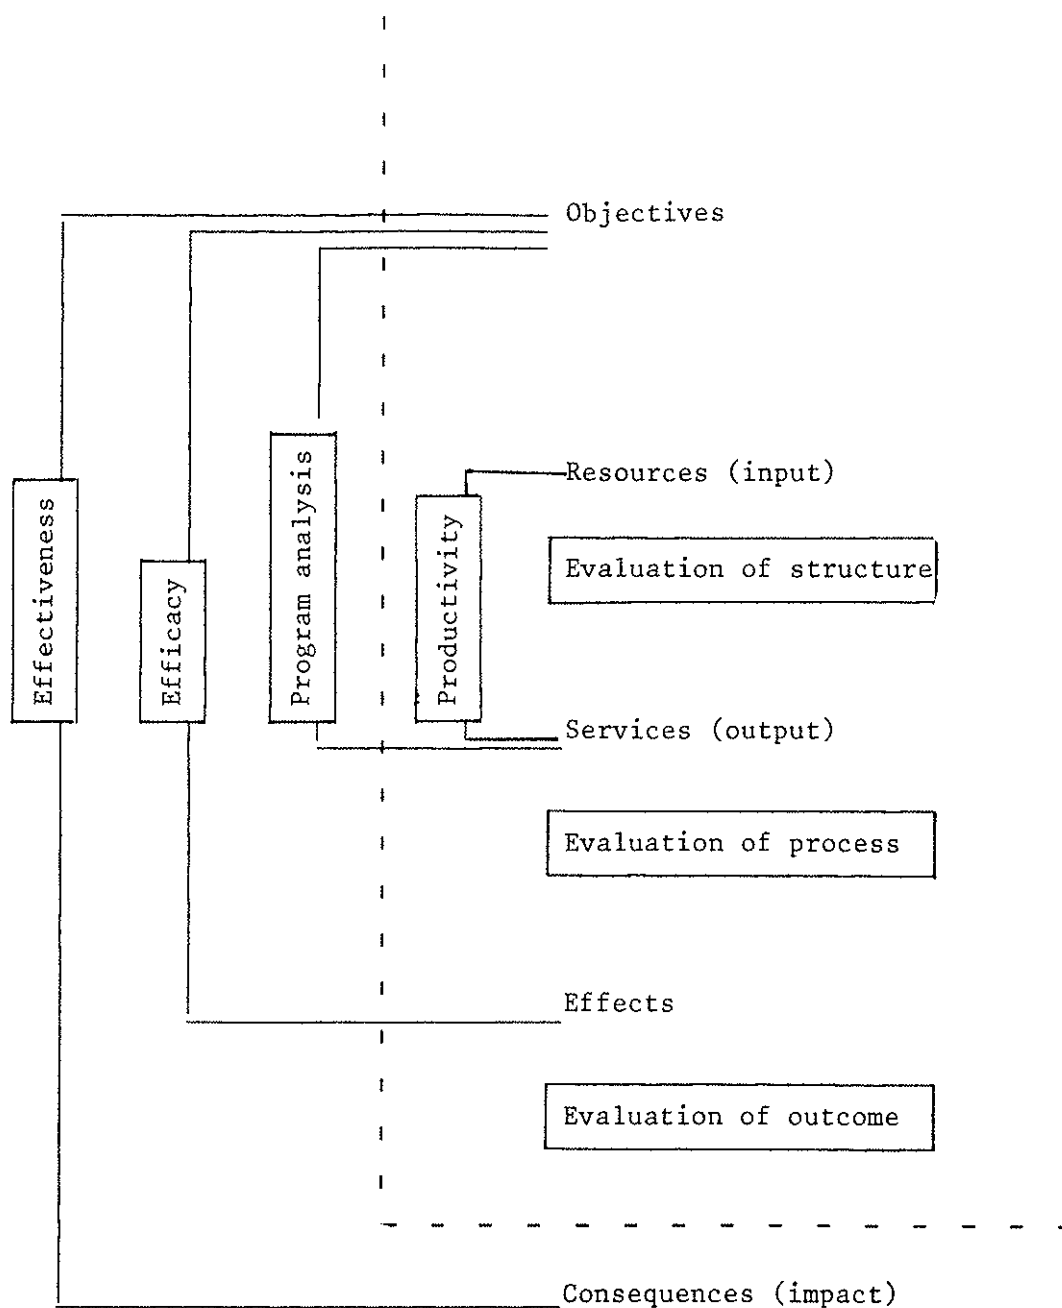 Objectives
Effectiveness
Efficacy
Program analysis
Productivity
Resources (input)
Evaluation of structure
Services (output)
Evaluation of process
Effects
Evaluation of outcome
Consequences (impact)